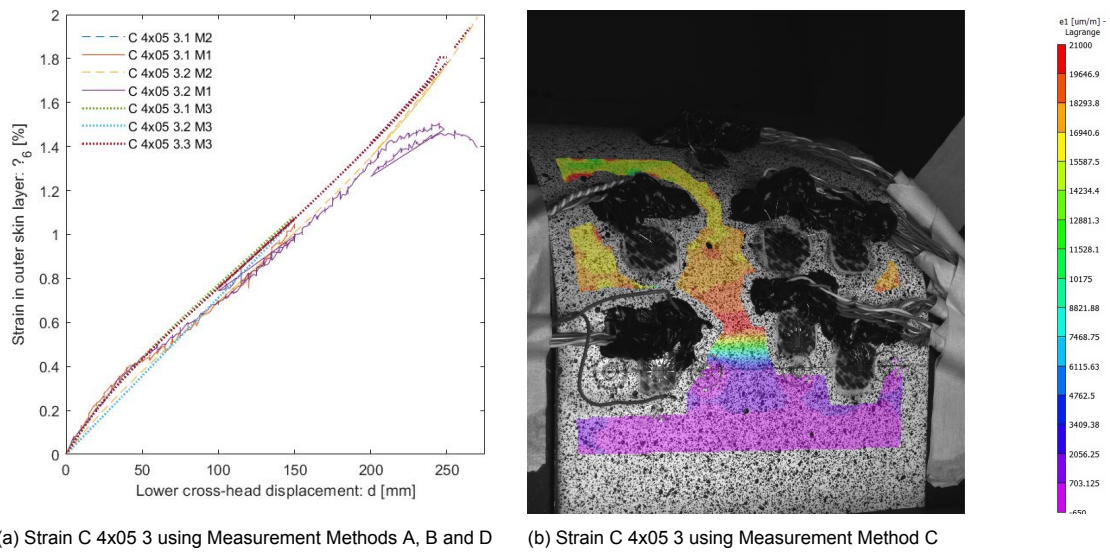 2
1.8
1.6
1.4
1.2
1
0.8
0.6
0.4
0.2
0
Strain in outer skin layer: ?6 [%]
C 4x05 3.1 M2
C 4x05 3.1 M1
C 4x05 3.2 M2
C 4x05 3.2 M1
C 4x05 3.1 M3
C 4x05 3.2 M3
C 4x05 3.3 M3
0 50 100 150 200 250
Lower cross-head displacement: d [mm]
e1 [um/m] -
Lagrange
21000
19646.9
18293.8
16940.6
15587.5
14234.4
12881.3
11528.1
10175
8821.88
7468.75
6115.63
4762.5
3409.38
2056.25
703.125
-650
(a) Strain C 4x05 3 using Measurement Methods A, B and D
(b) Strain C 4x05 3 using Measurement Method C